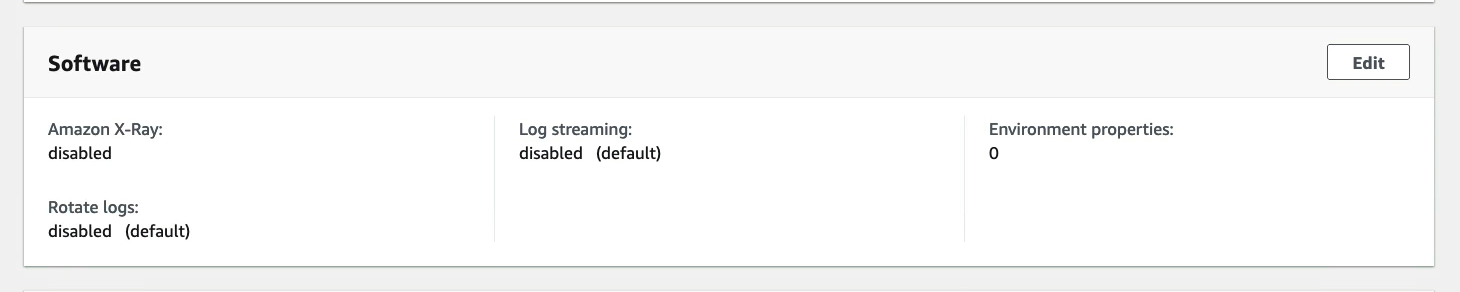 Software
Edit
Amazon X-Ray:
disabled
Log streaming:
disabled (default)
Environment properties:
0
Rotate logs:
disabled (default)